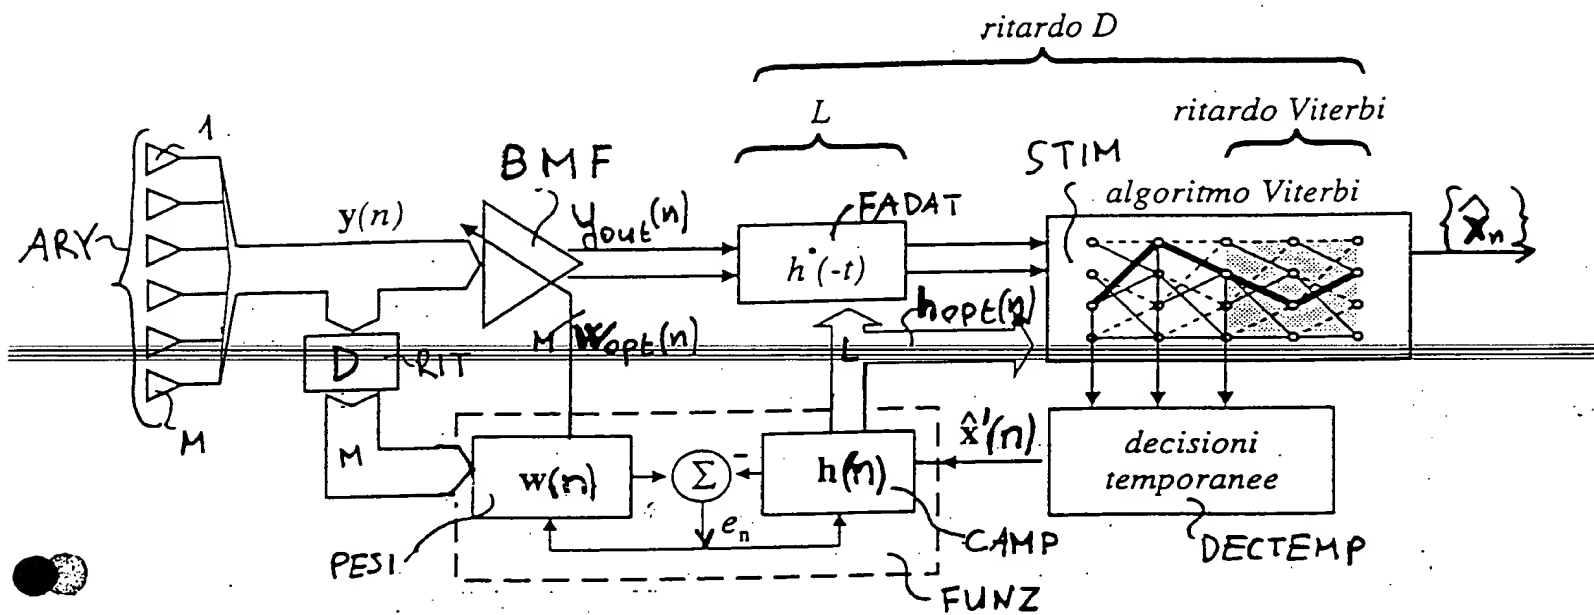 ritardo D
L
ritardo Viterbi
1
BMF
STIM
algoritmo Viterbi
ARY
y(n)
yout(n)
FADAT
{x̂n}
h*(-t)
hopt(n)
M
Wopt(n)
L
D
RIT
M
M
w(n)
Σ
-
h(n)
x̂'(n)
decisioni
temporanee
en
PESI
CAMP
DECTEMP
FUNZ